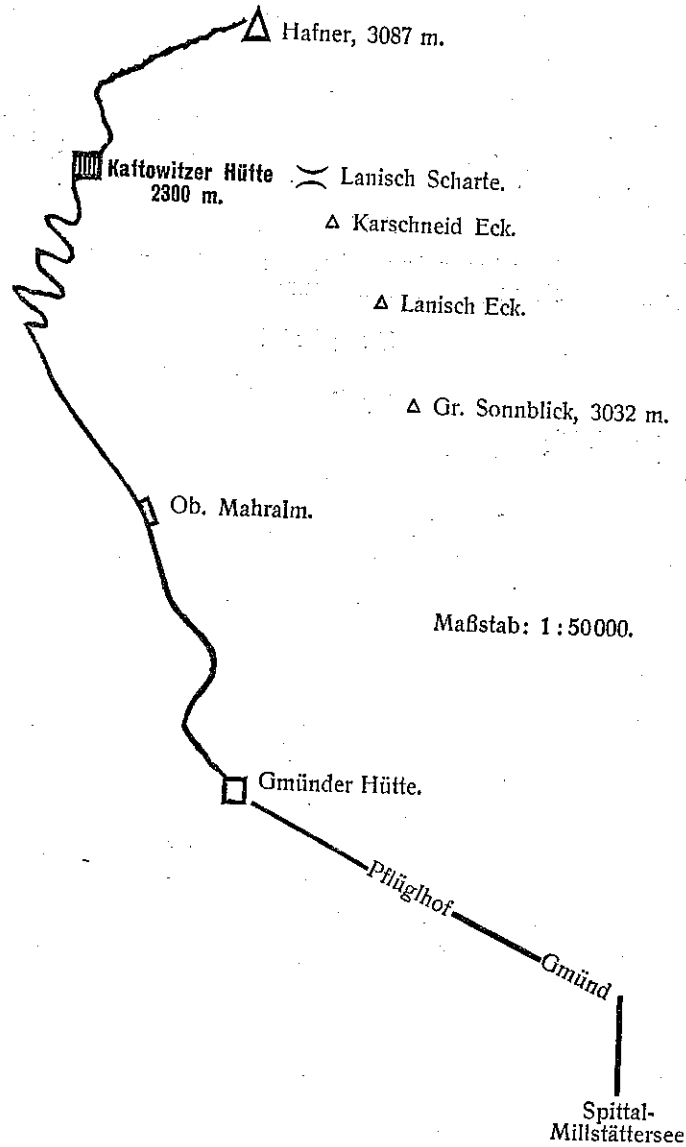 Hafner, 3087 m.
Kattowitzer Hütte
2300 m.
Lanisch Scharte.
Karschneid Eck.
Lanisch Eck.
Gr. Sonnblick, 3032 m.
Ob. Mahralm.
Maßstab: 1:50000.
Gmünder Hütte.
Pflüglhof
Gmünd
Spittal-
Millstättersee